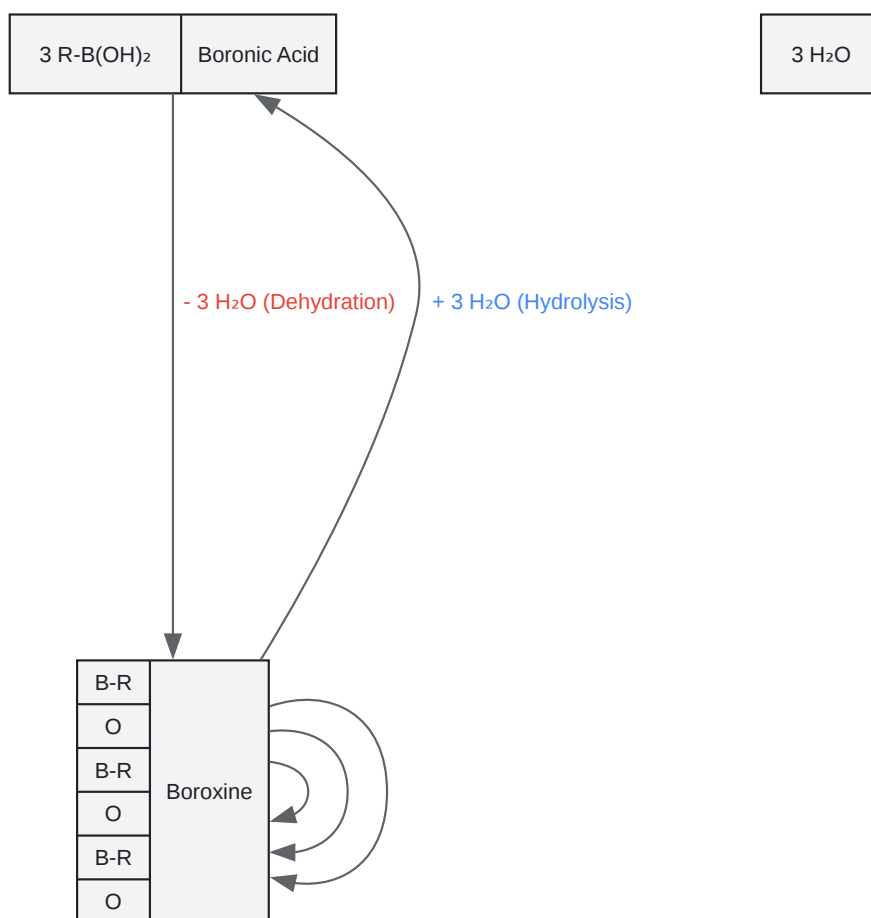 3 R-B(OH)₂
Boronic Acid
3 H₂O
- 3 H₂O (Dehydration)
+ 3 H₂O (Hydrolysis)
B-R
O
B-R
O
B-R
O
Boroxine